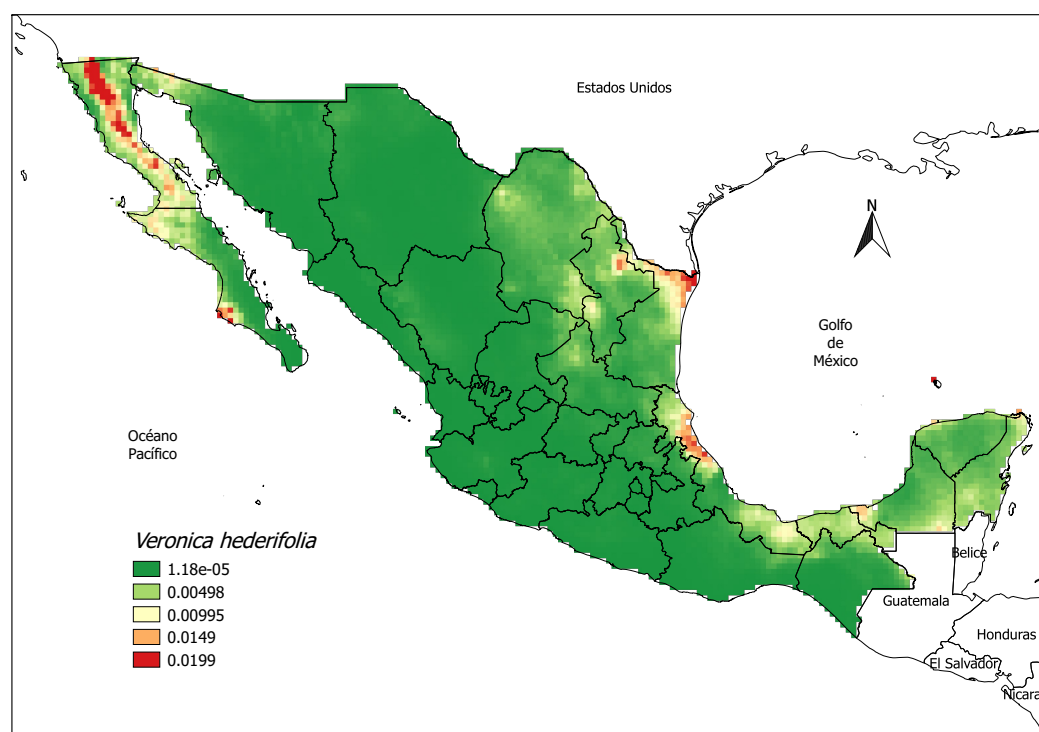 Estados Unidos
N
Golfo
de
México
Océano
Pacífico
Veronica hederifolia
1.18e-05
0.00498
0.00995
0.0149
0.0199
Belice
Guatemala
Honduras
El Salvador
Nicara